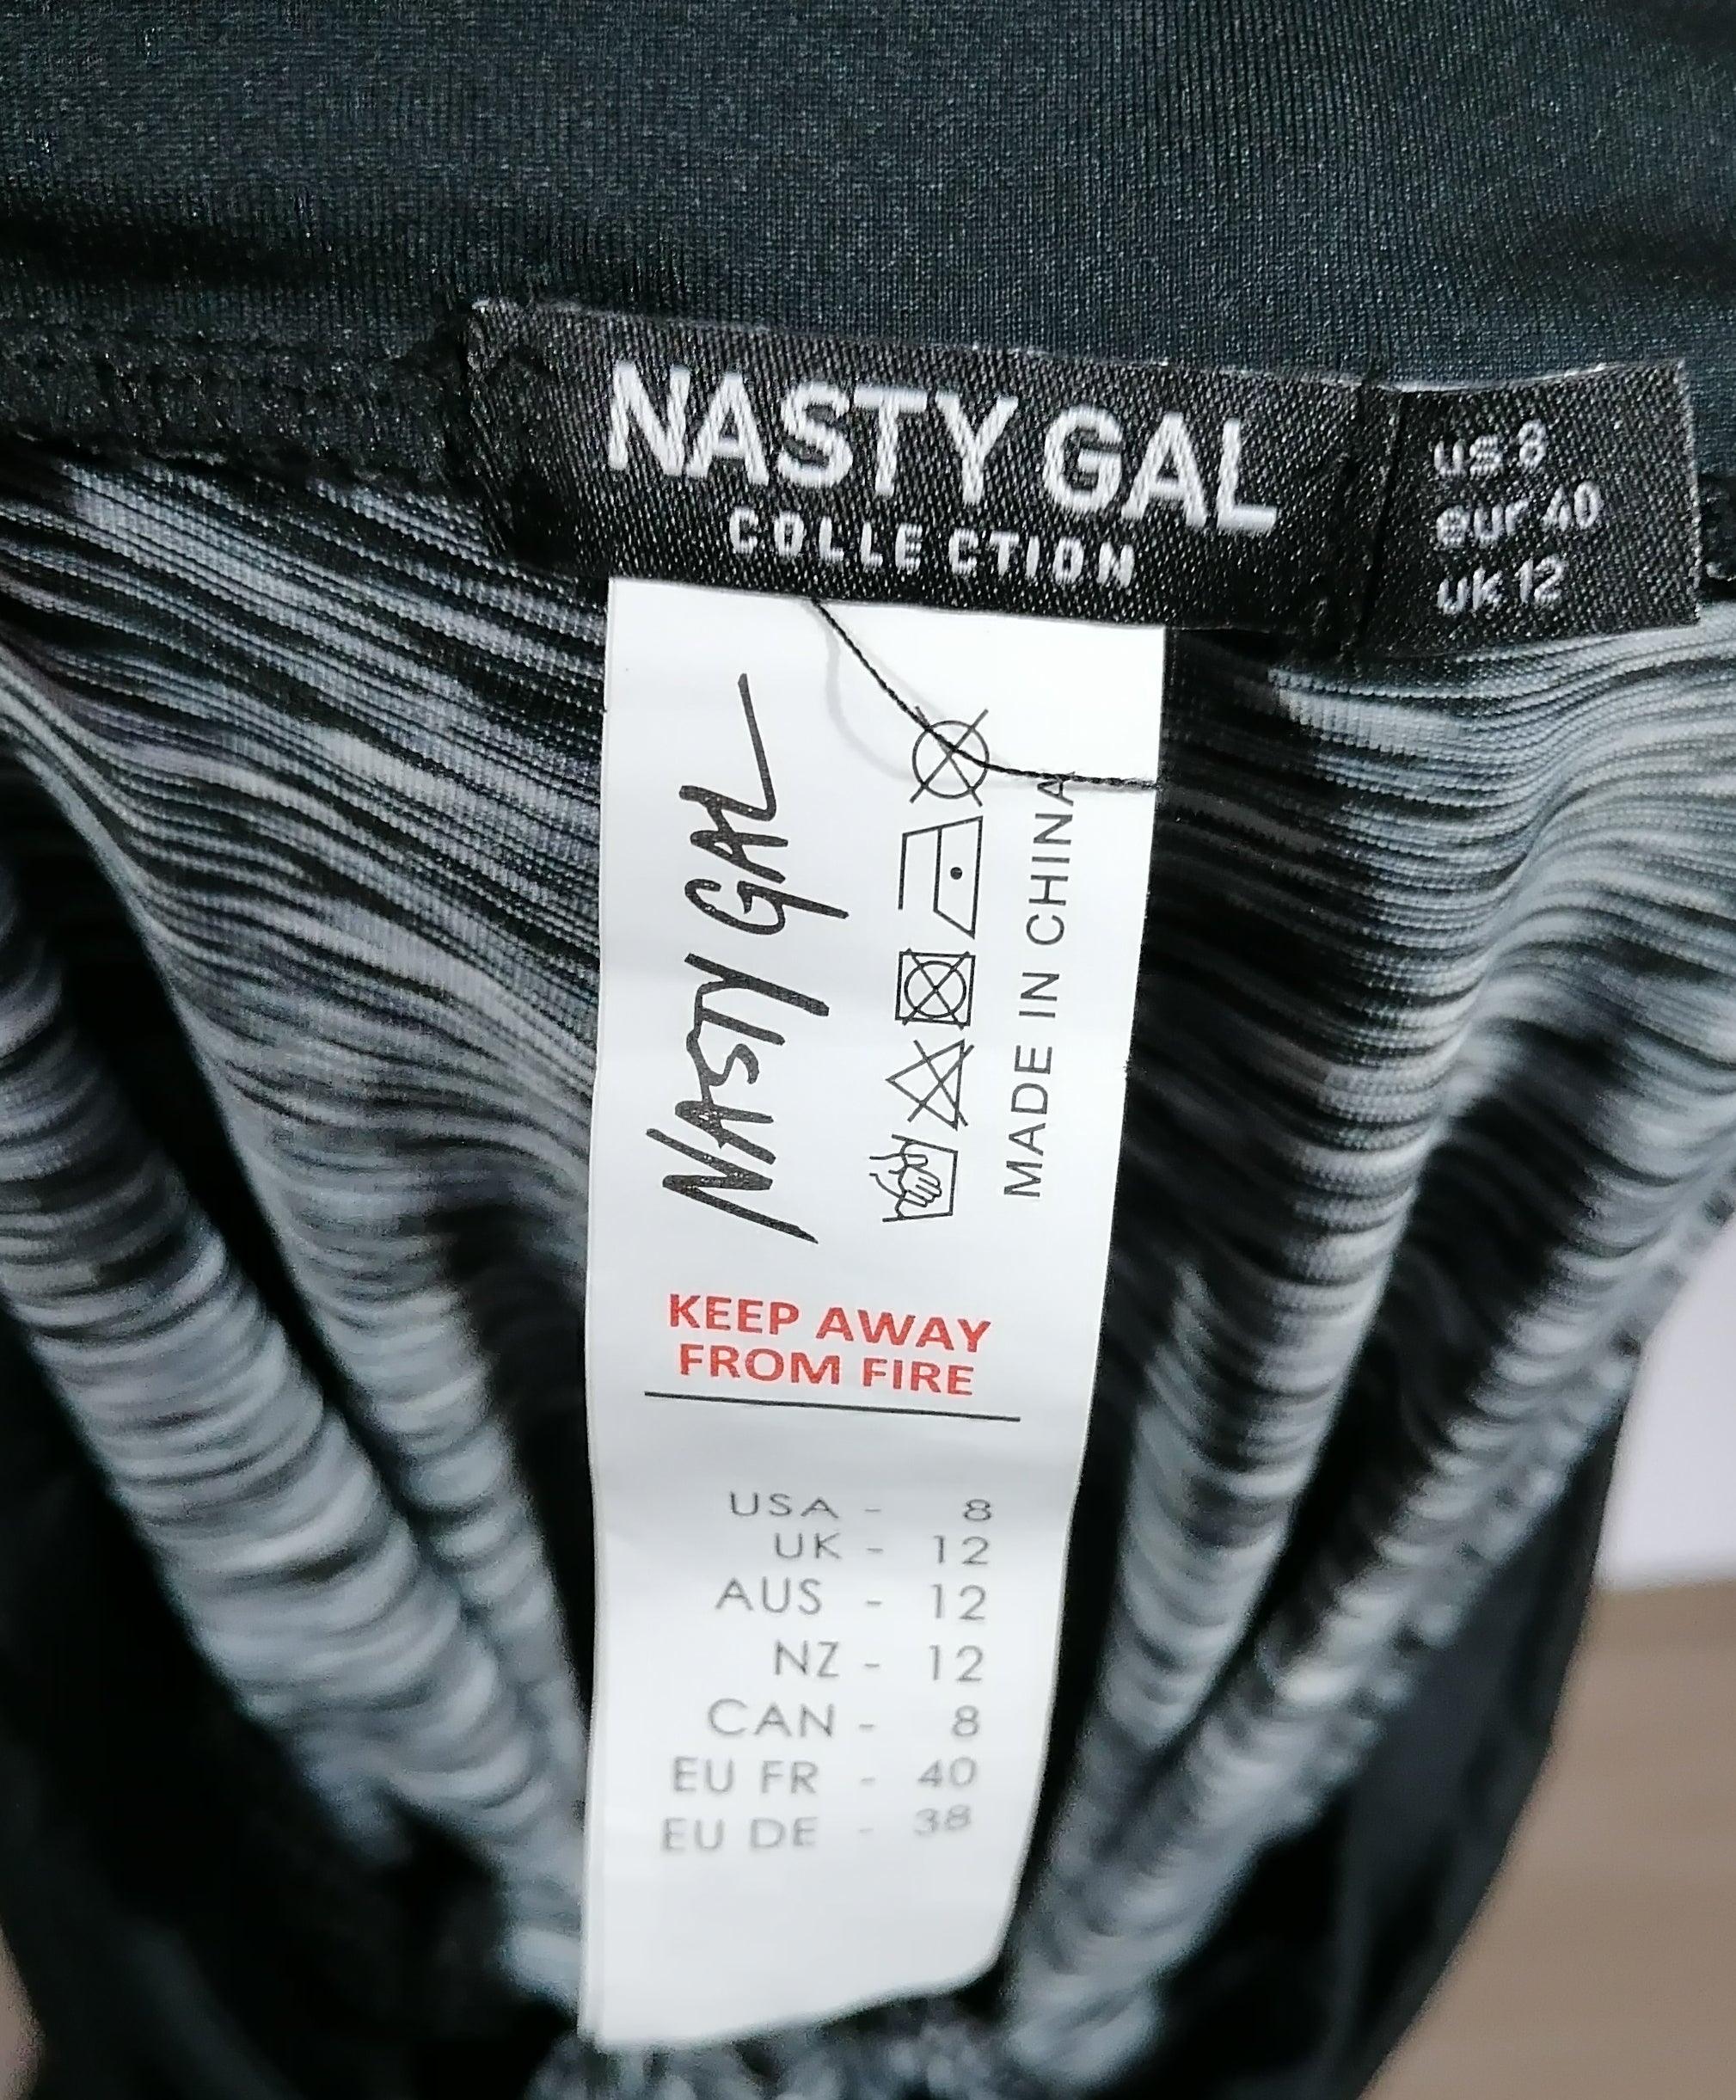 NASTY GAL
COLLECTION
us 8
eur 40
uk 12
NASTY GAL
MADE IN CHINA
KEEP AWAY
FROM FIRE
USA - 8
UK - 12
AUS - 12
NZ - 12
CAN - 8
EU FR - 40
EU DE - 38